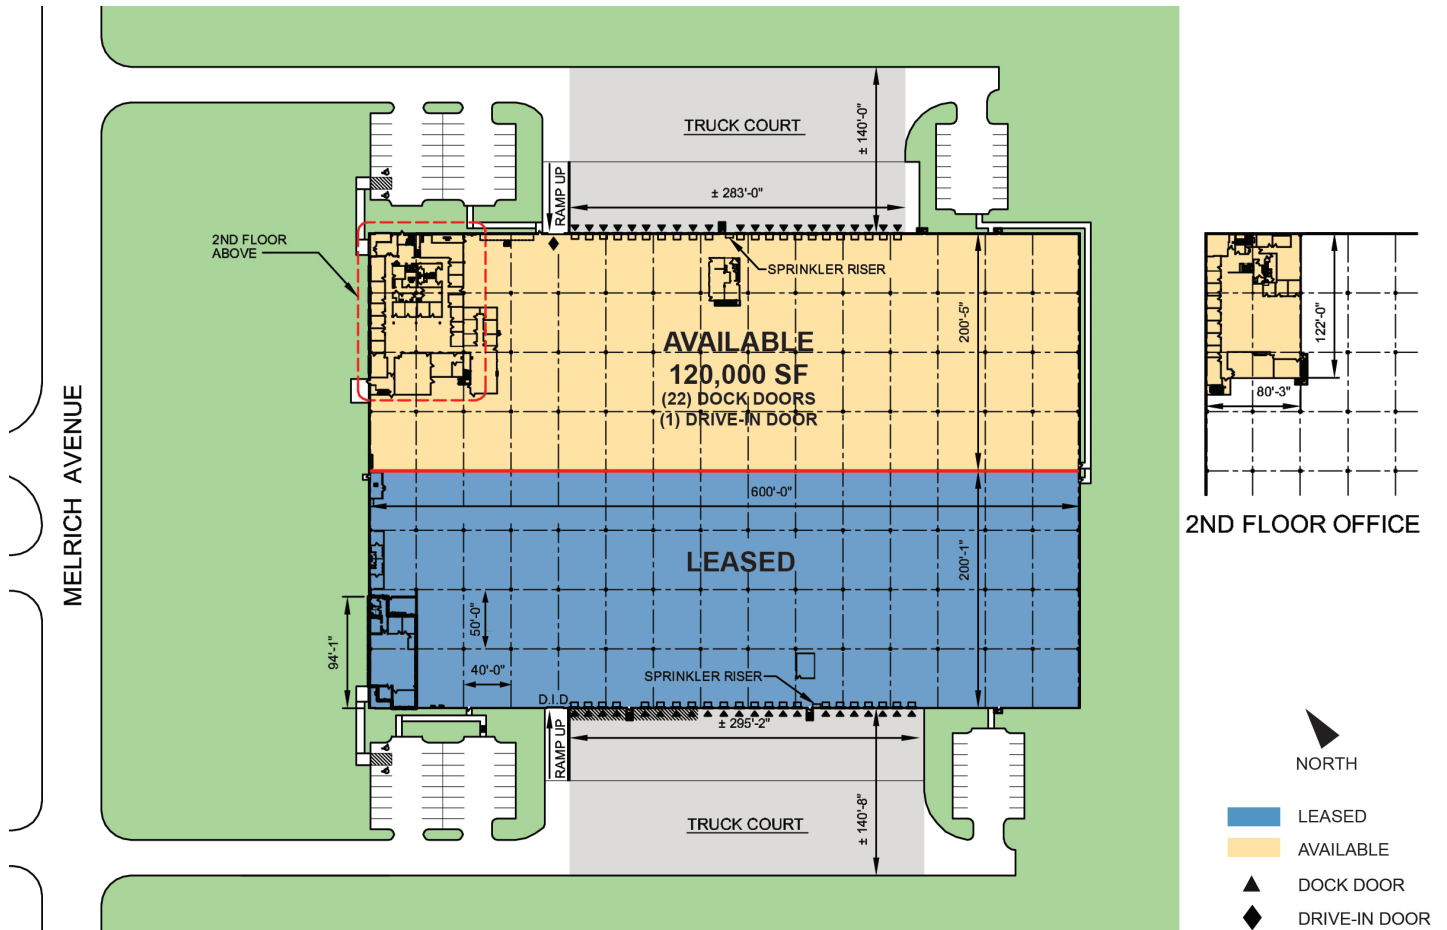 TRUCK COURT
± 140'-0"
RAMP UP
± 283'-0"
2ND FLOOR
ABOVE
SPRINKLER RISER
AVAILABLE
120,000 SF
(22) DOCK DOORS
(1) DRIVE-IN DOOR
200'-5"
122'-0"
80'-3"
2ND FLOOR OFFICE
MELRICH AVENUE
600'-0"
LEASED
200'-1"
50'-0"
40'-0"
94'-1"
SPRINKLER RISER
D.I.D
RAMP UP
± 295'-2"
TRUCK COURT
± 140'-8"
NORTH
LEASED
AVAILABLE
DOCK DOOR
DRIVE-IN DOOR